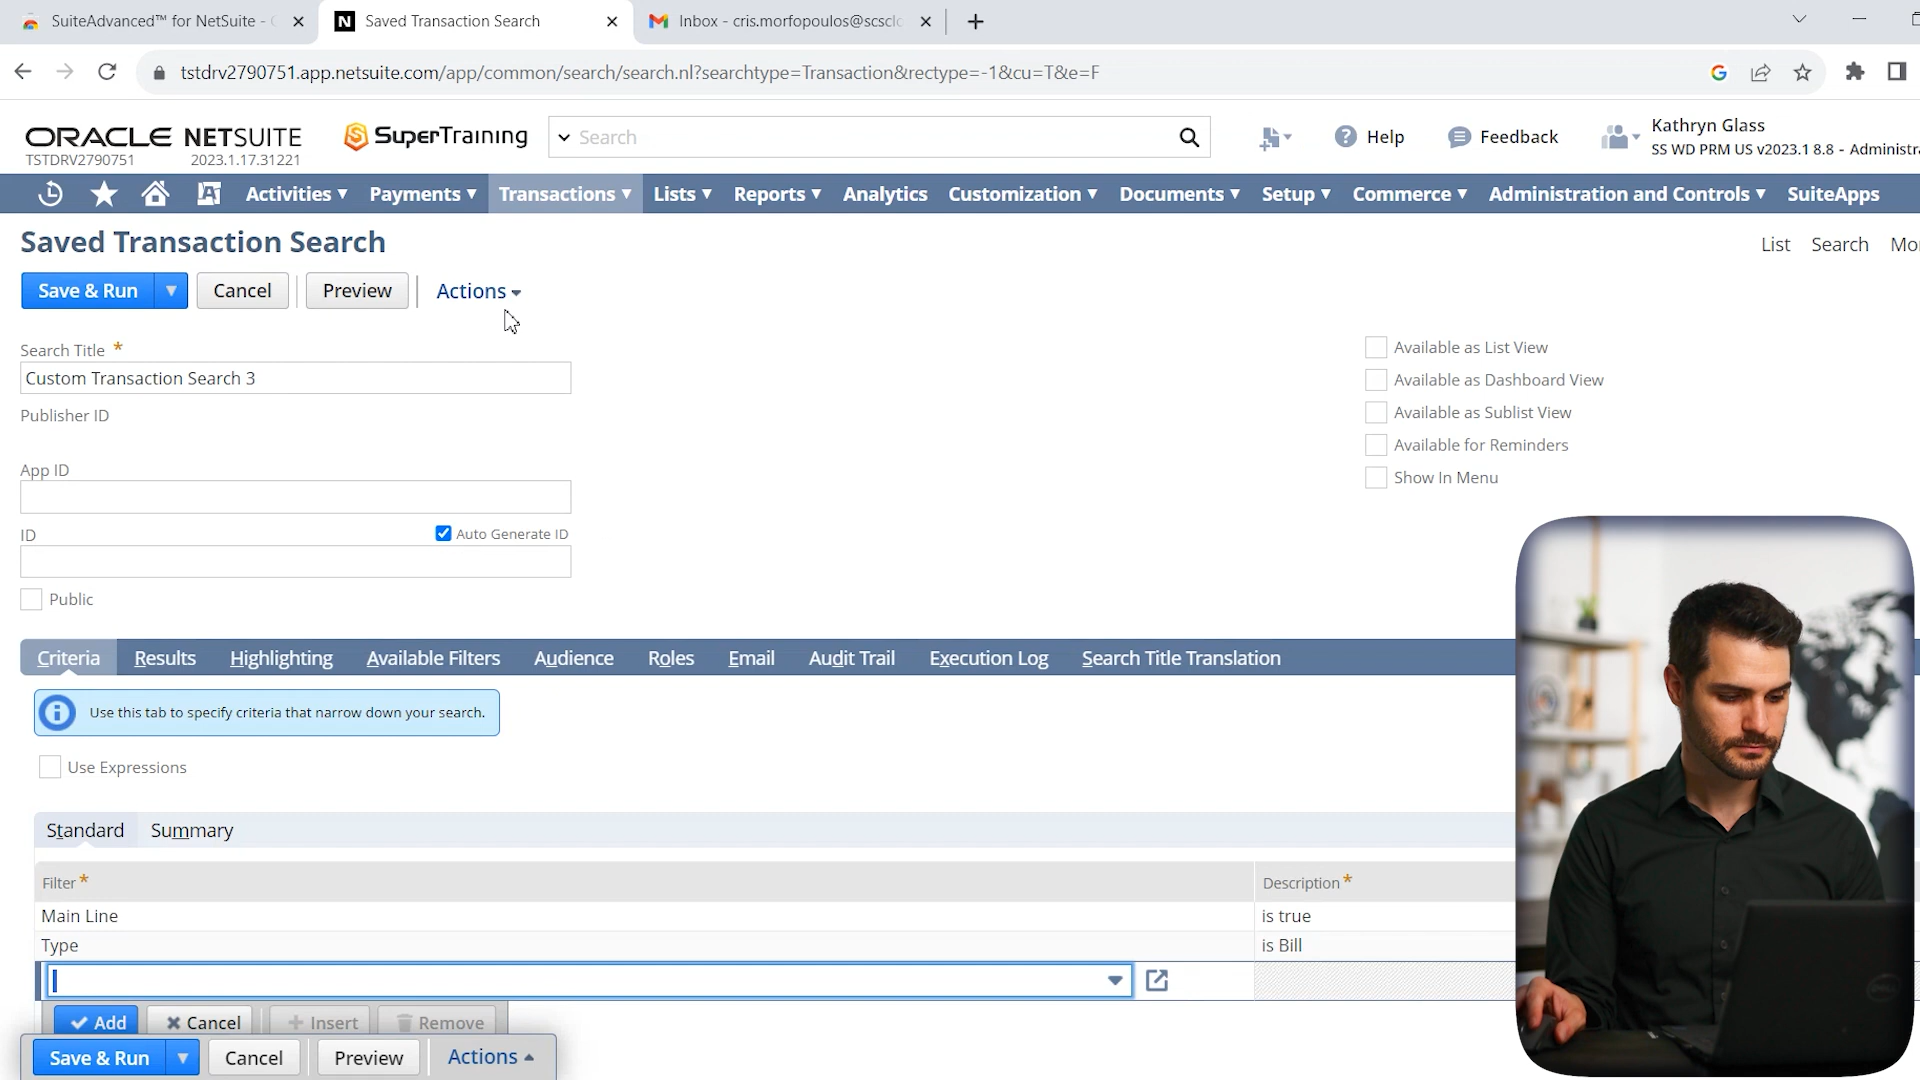 SuiteAdvanced™ for NetSuite -
Saved Transaction Search
Inbox - cris.morfopoulos@scscl
tstdrv2790751.app.netsuite.com/app/common/search/search.nl?searchtype=Transaction&rectype=-1&cu=T&e=F
ORACLE NETSUITE
TSTDRV2790751 2023.1.17.31221
SuperTraining
Search
Help
Feedback
Kathryn Glass
SS WD PRM US v2023.1 8.8 - Administra
Activities Payments Transactions Lists Reports Analytics Customization Documents Setup Commerce Administration and Controls SuiteApps
Saved Transaction Search
List Search Mo
Save & Run Cancel Preview Actions
Search Title *
Custom Transaction Search 3
Publisher ID
App ID
ID
Auto Generate ID
Public
Available as List View
Available as Dashboard View
Available as Sublist View
Available for Reminders
Show In Menu
Criteria Results Highlighting Available Filters Audience Roles Email Audit Trail Execution Log Search Title Translation
Use this tab to specify criteria that narrow down your search.
Use Expressions
Standard Summary
Filter * Description *
Main Line is true
Type is Bill
Add Cancel Insert Remove
Save & Run Cancel Preview Actions